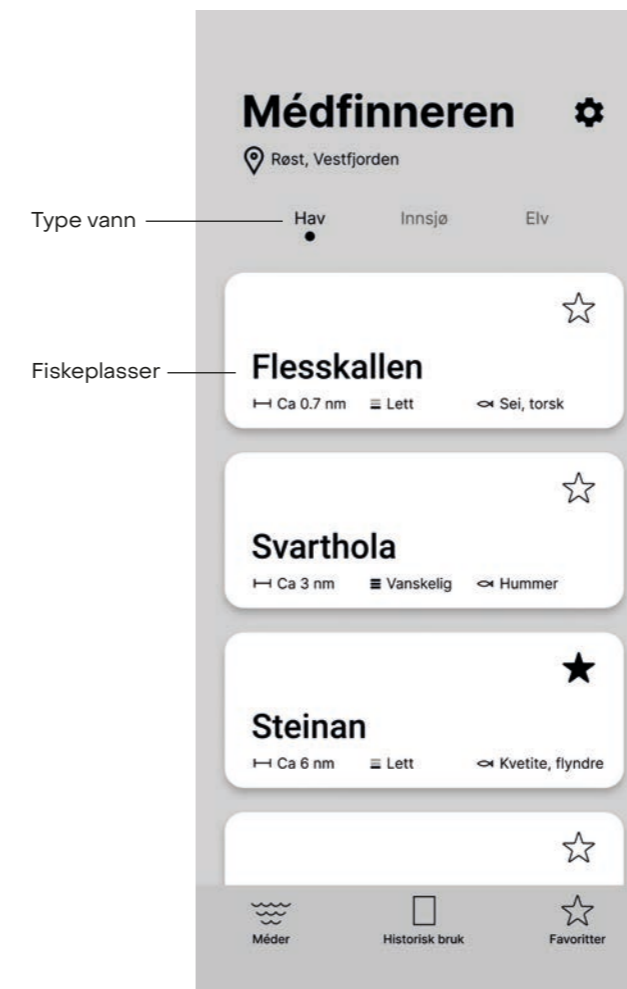 Médfinneren
Røst, Vestfjorden
Type vann
Hav Innsjø Elv
Fiskeplasser
Flesskallen
Ca 0.7 nm Lett Sei, torsk
Svarthola
Ca 3 nm Vanskelig Hummer
Steinan
Ca 6 nm Lett Kvetite, flyndre
Méder Historisk bruk Favoritter